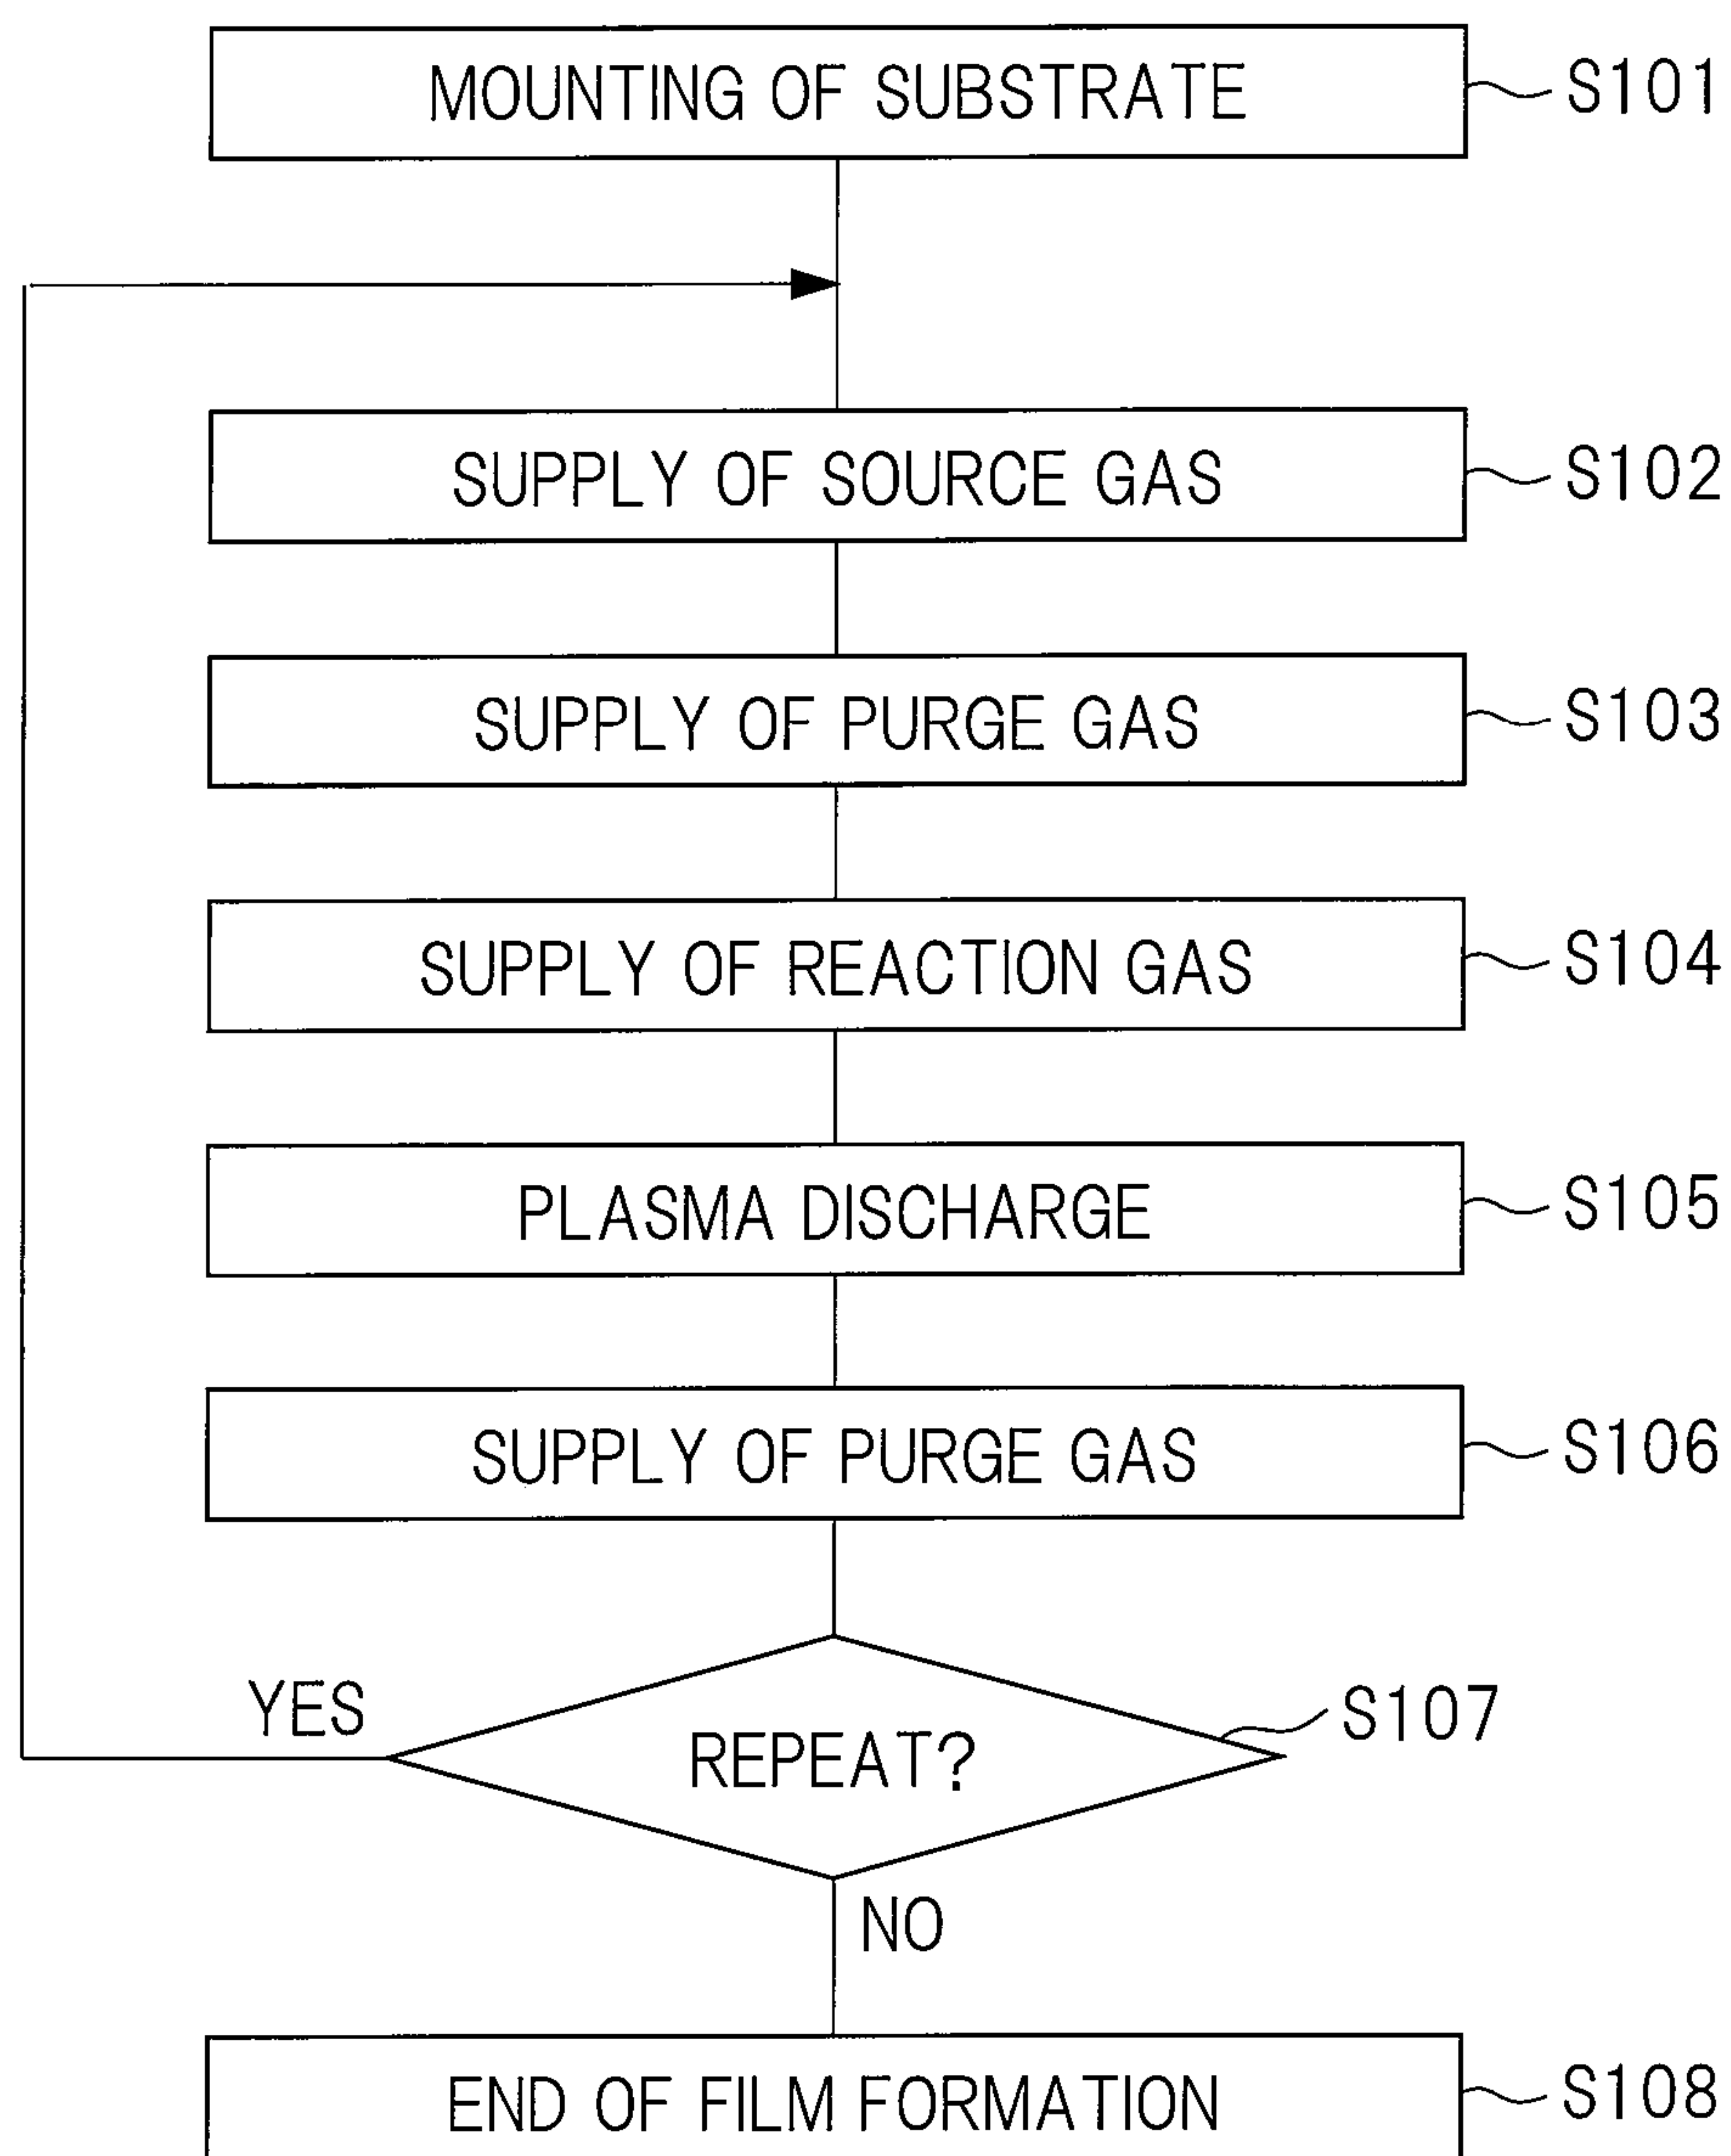 MOUNTING OF SUBSTRATE S101
SUPPLY OF SOURCE GAS S102
SUPPLY OF PURGE GAS S103
SUPPLY OF REACTION GAS S104
PLASMA DISCHARGE S105
SUPPLY OF PURGE GAS S106
YES
REPEAT? S107
NO
END OF FILM FORMATION S108